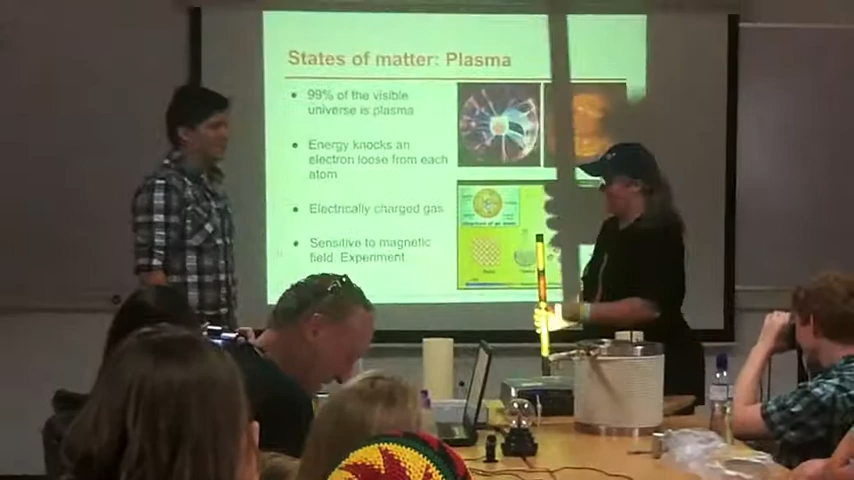 States of matter: Plasma
• 99% of the visible
universe is plasma
• Energy knocks an
electron loose from each
atom
• Electrically charged gas
• Sensitive to magnetic
field. Experiment